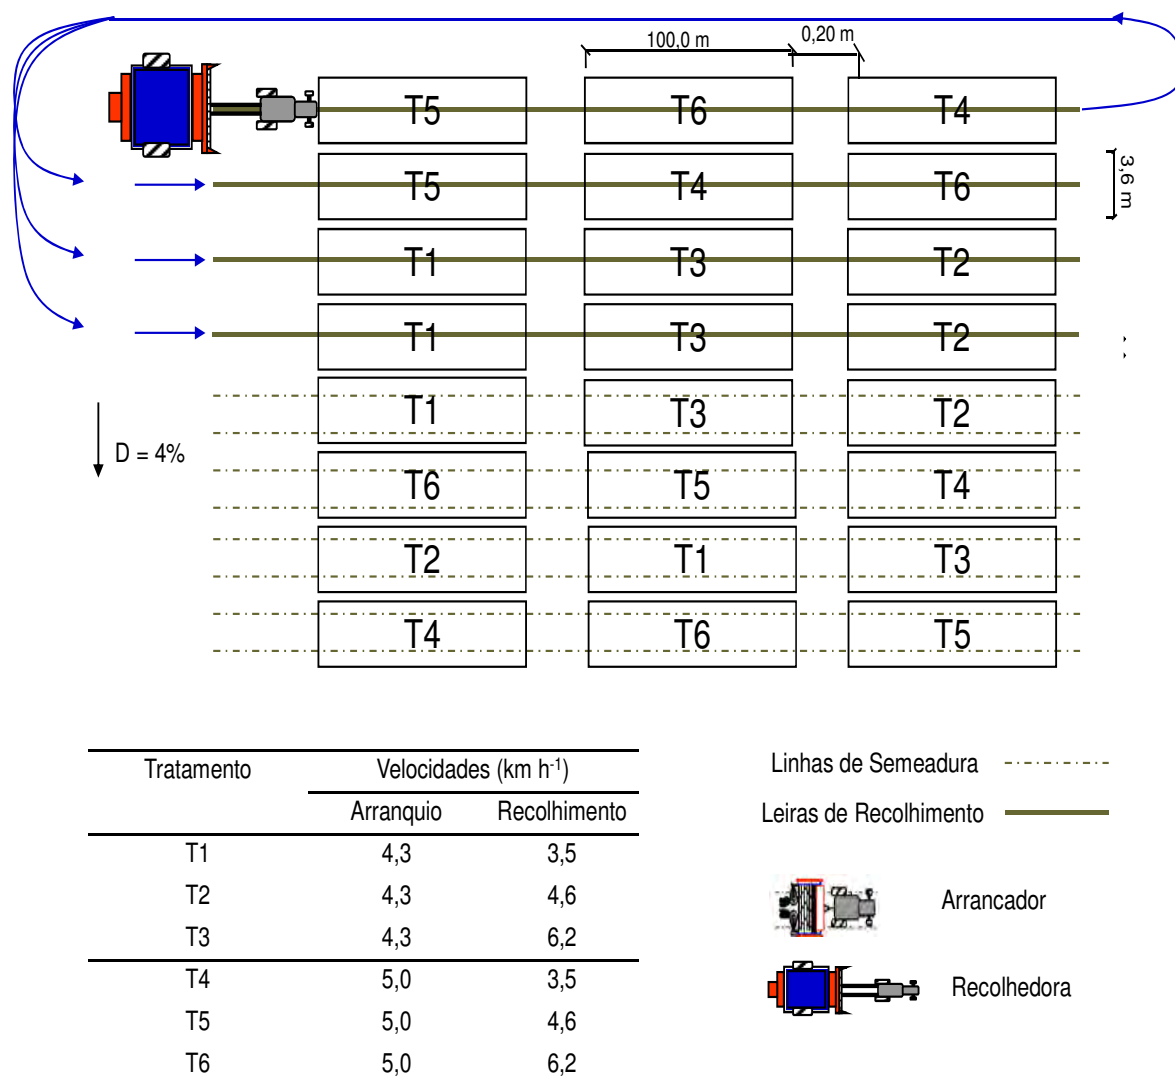 100,0 m 0,20 m
T5 T6 T4
T5 T4 T6
3,6 m
T1 T3 T2
T1 T3 T2
T1 T3 T2
D = 4%
T6 T5 T4
T2 T1 T3
T4 T6 T5
Tratamento Velocidades (km h-1)
Arranquio Recolhimento
T1 4,3 3,5
T2 4,3 4,6
T3 4,3 6,2
T4 5,0 3,5
T5 5,0 4,6
T6 5,0 6,2
Linhas de Semeadura
Leiras de Recolhimento
Arrancador
Recolhedora